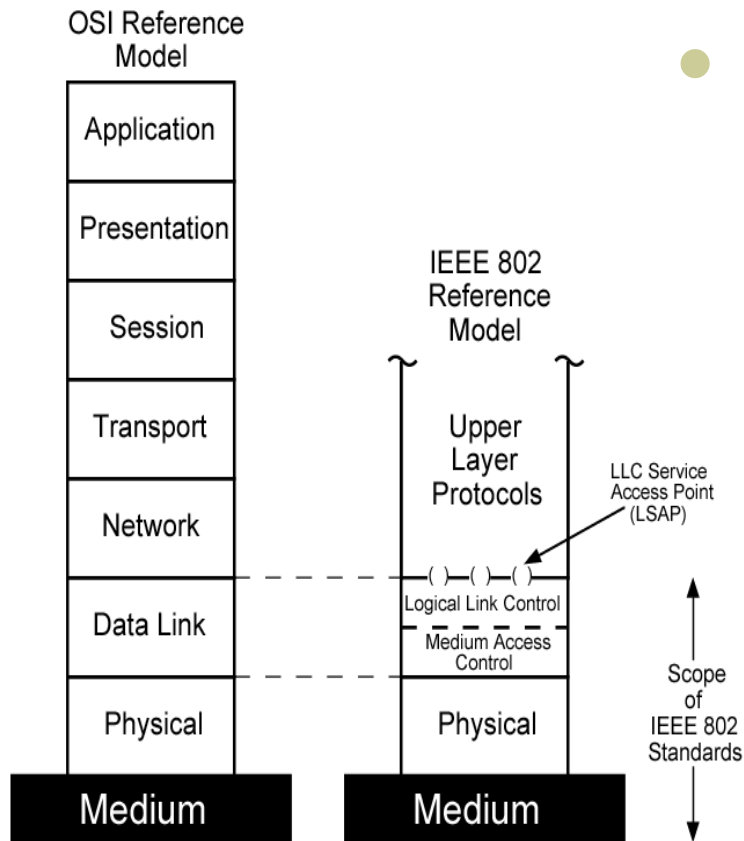 OSI Reference
Model
Application
Presentation
Session
Transport
Network
Data Link
Physical
Medium
IEEE 802
Reference
Model
Upper
Layer
Protocols
LLC Service
Access Point
(LSAP)
Logical Link Control
Medium Access
Control
Physical
Medium
Scope
of
IEEE 802
Standards